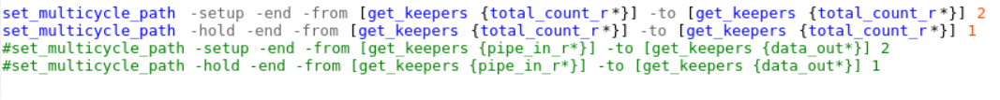 set_multicycle_path -setup -end -from [get_keepers {total_count_r*}] -to [get_keepers {total_count_r*}] 2
set_multicycle_path -hold -end -from [get_keepers {total_count_r*}] -to [get_keepers {total_count_r*}] 1
#set_multicycle_path -setup -end -from [get_keepers {pipe_in_r*}] -to [get_keepers {data_out*}] 2
#set_multicycle_path -hold -end -from [get_keepers {pipe_in_r*}] -to [get_keepers {data_out*}] 1